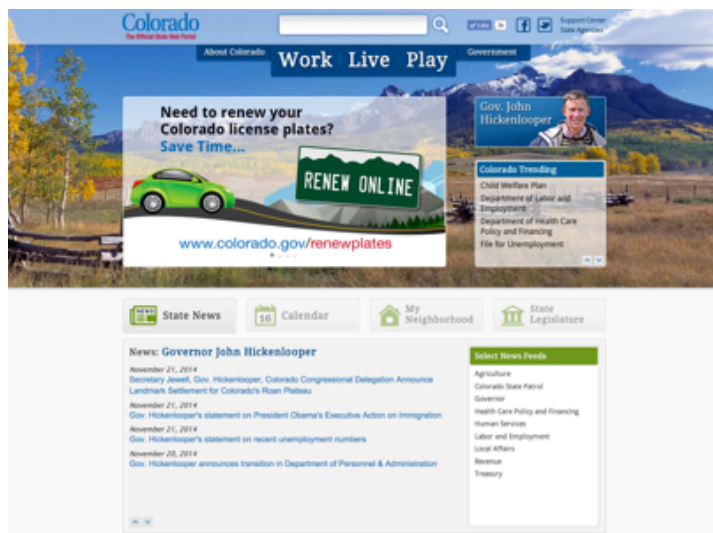 Colorado
The Official State Web Portal
Like
Support Center
State Agencies
About Colorado
Work Live Play
Government
Need to renew your
Colorado license plates?
Save Time...
RENEW ONLINE
www.colorado.gov/renewplates
Gov. John
Hickenlooper
Colorado Trending
Child Welfare Plan
Department of Labor and
Employment
Department of Health Care
Policy and Financing
File for Unemployment
NEWS
State News
16
Calendar
My
Neighborhood
State
Legislature
News: Governor John Hickenlooper
November 21, 2014
Secretary Jewell, Gov. Hickenlooper, Colorado Congressional Delegation Announce
Landmark Settlement for Colorado's Roan Plateau
November 21, 2014
Gov. Hickenlooper's statement on President Obama's Executive Action on Immigration
November 21, 2014
Gov. Hickenlooper's statement on recent unemployment numbers
November 20, 2014
Gov. Hickenlooper announces transition in Department of Personnel & Administration
Select News Feeds
Agriculture
Colorado State Patrol
Governor
Health Care Policy and Financing
Human Services
Labor and Employment
Local Affairs
Revenue
Treasury